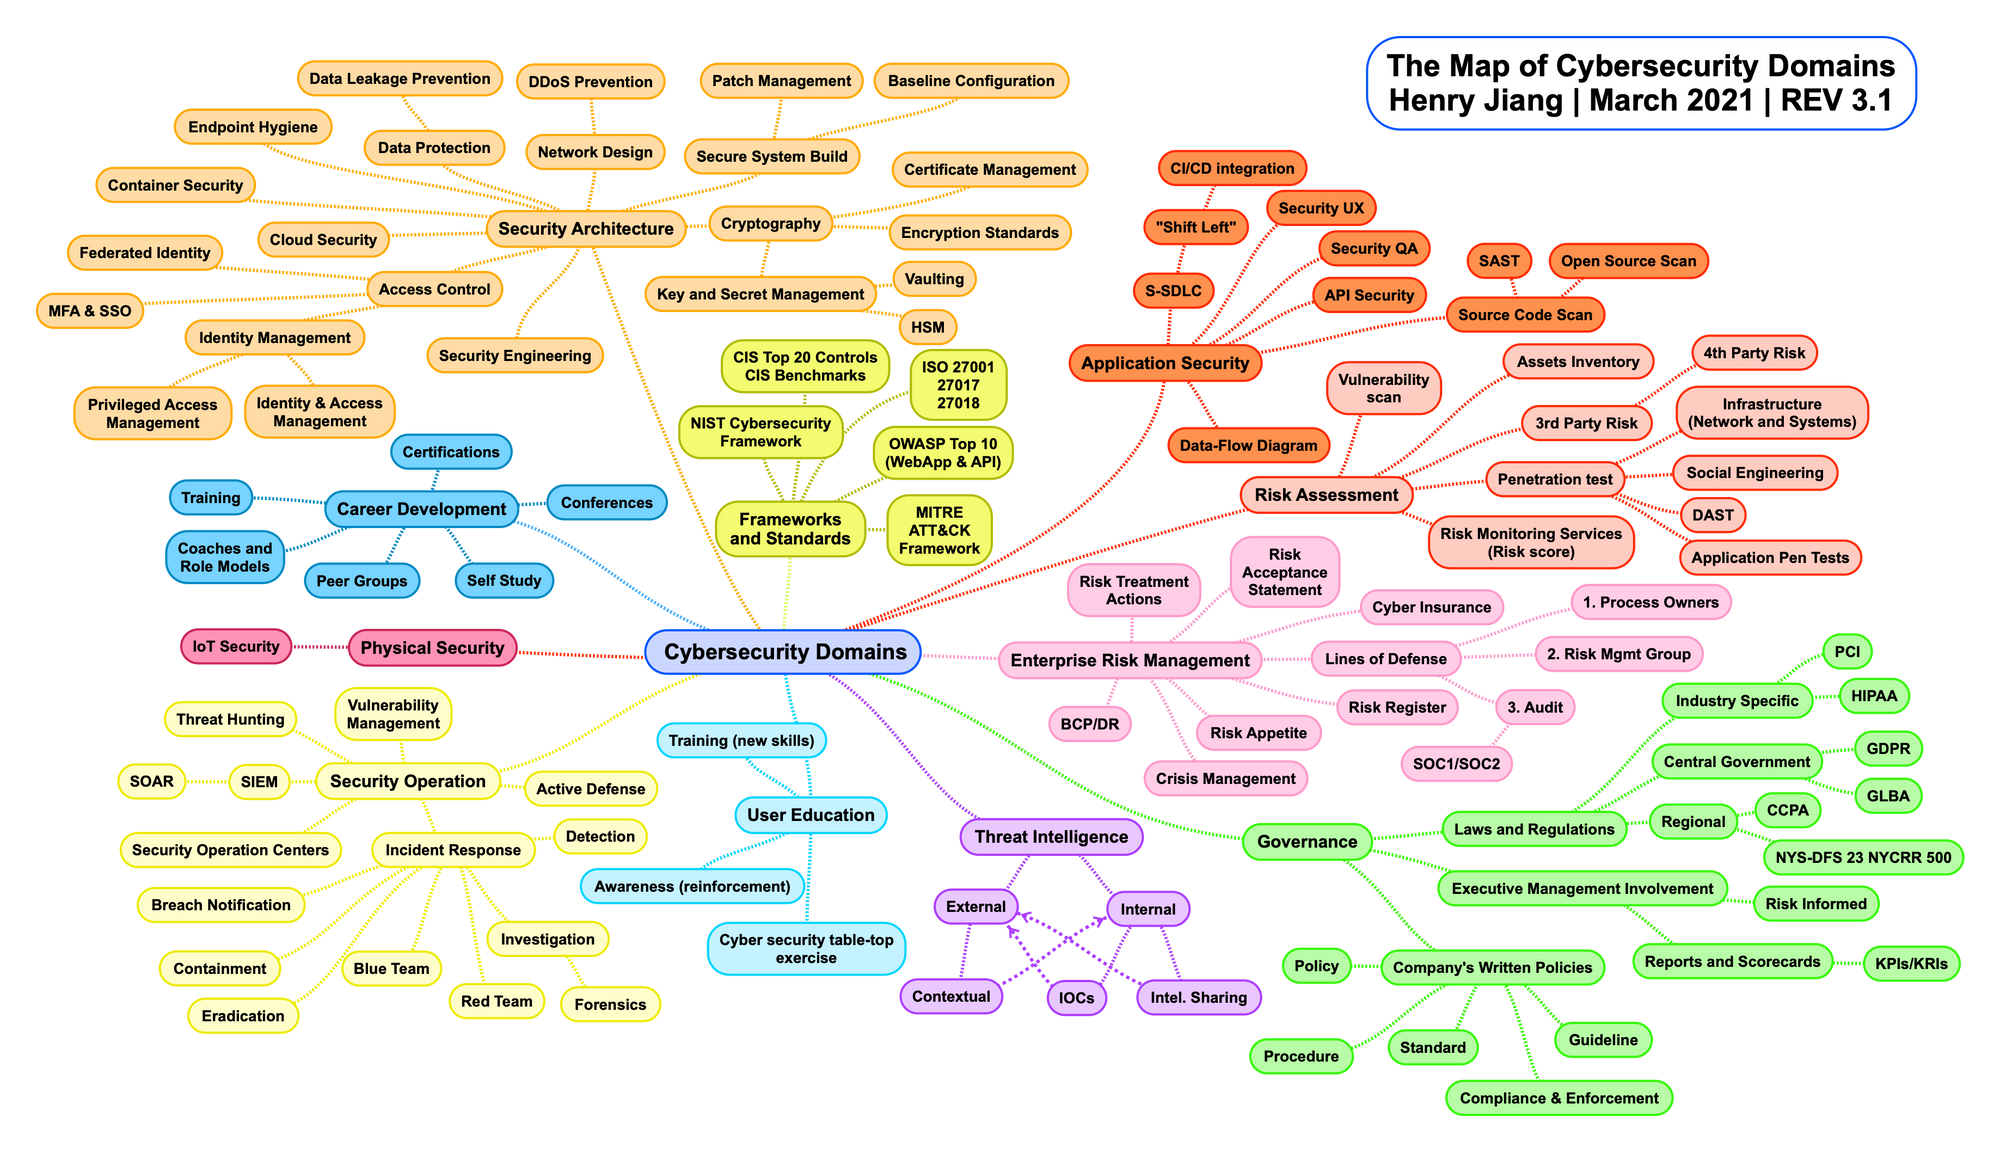 The Map of Cybersecurity Domains
Henry Jiang | March 2021 | REV 3.1
Data Leakage Prevention
DDoS Prevention
Patch Management
Baseline Configuration
Endpoint Hygiene
Data Protection
Network Design
Secure System Build
Container Security
Certificate Management
Security Architecture
Cryptography
Encryption Standards
Cloud Security
Federated Identity
Access Control
Key and Secret Management
Vaulting
HSM
MFA & SSO
Identity Management
Security Engineering
Privileged Access
Management
Identity & Access
Management
CI/CD integration
"Shift Left"
S-SDLC
Security UX
Security QA
API Security
SAST
Open Source Scan
Source Code Scan
Application Security
Data-Flow Diagram
CIS Top 20 Controls
CIS Benchmarks
ISO 27001
27017
27018
NIST Cybersecurity
Framework
OWASP Top 10
(WebApp & API)
Frameworks
and Standards
MITRE
ATT&CK
Framework
Vulnerability
scan
Assets Inventory
4th Party Risk
3rd Party Risk
Infrastructure
(Network and Systems)
Risk Assessment
Penetration test
Social Engineering
DAST
Application Pen Tests
Risk Monitoring Services
(Risk score)
Certifications
Training
Career Development
Conferences
Coaches and
Role Models
Peer Groups
Self Study
IoT Security
Physical Security
Cybersecurity Domains
Risk Treatment
Actions
Risk
Acceptance
Statement
Cyber Insurance
1. Process Owners
Enterprise Risk Management
Lines of Defense
2. Risk Mgmt Group
BCP/DR
Risk Appetite
Risk Register
3. Audit
Crisis Management
SOC1/SOC2
Threat Hunting
Vulnerability
Management
SOAR
SIEM
Security Operation
Active Defense
Security Operation Centers
Incident Response
Detection
Breach Notification
Investigation
Containment
Blue Team
Red Team
Forensics
Eradication
Training (new skills)
User Education
Awareness (reinforcement)
Cyber security table-top
exercise
Threat Intelligence
External
Internal
Contextual
IOCs
Intel. Sharing
PCI
Industry Specific
HIPAA
Central Government
GDPR
GLBA
Governance
Laws and Regulations
Regional
CCPA
NYS-DFS 23 NYCRR 500
Executive Management Involvement
Risk Informed
Reports and Scorecards
KPIs/KRIs
Policy
Company's Written Policies
Procedure
Standard
Guideline
Compliance & Enforcement